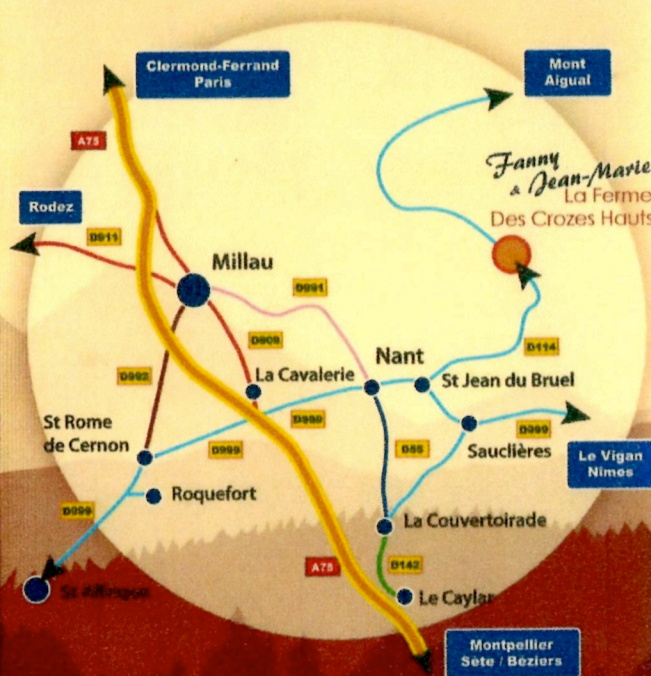 Clermond-Ferrand
Paris
Mont
Aigual
A75
Fanny
& Jean-Marie
La Ferme
Des Crozes Hauts
Rodez
D911
Millau
D991
D809
D114
D992
La Cavalerie
Nant
St Jean du Bruel
St Rome
de Cernon
D999
D999
D999
D55
Sauclières
Le Vigan
Nîmes
Roquefort
D999
La Couvertoirade
A75
D142
Le Caylar
Montpellier
Sète / Béziers